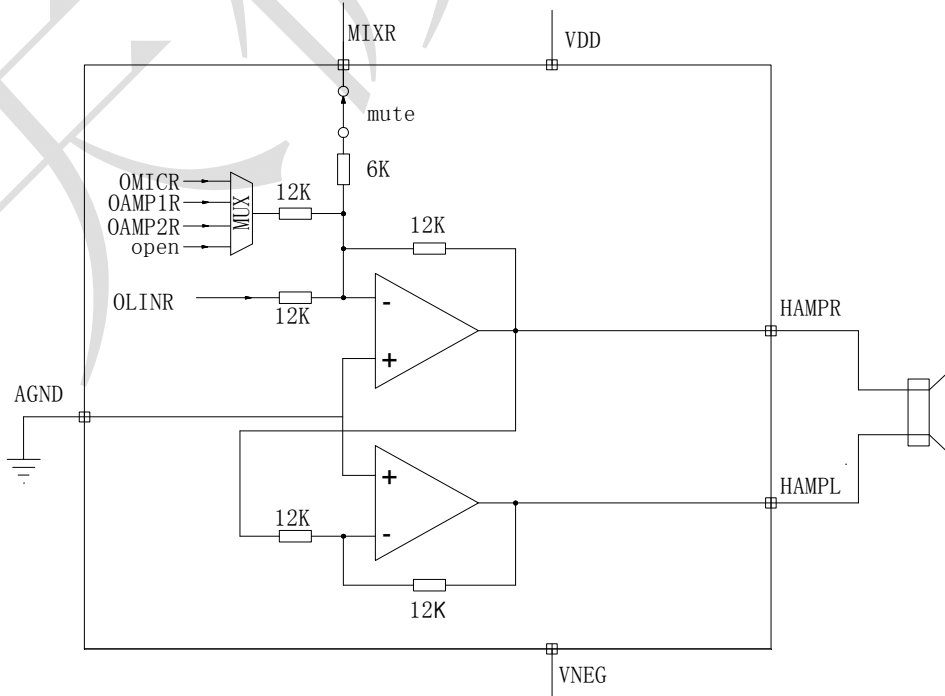 MIXR
VDD
mute
6K
OMICR
OAMP1R
OAMP2R
open
MUX
12K
12K
OLINR
12K
-
+
HAMPR
AGND
+
-
HAMPL
12K
12K
VNEG